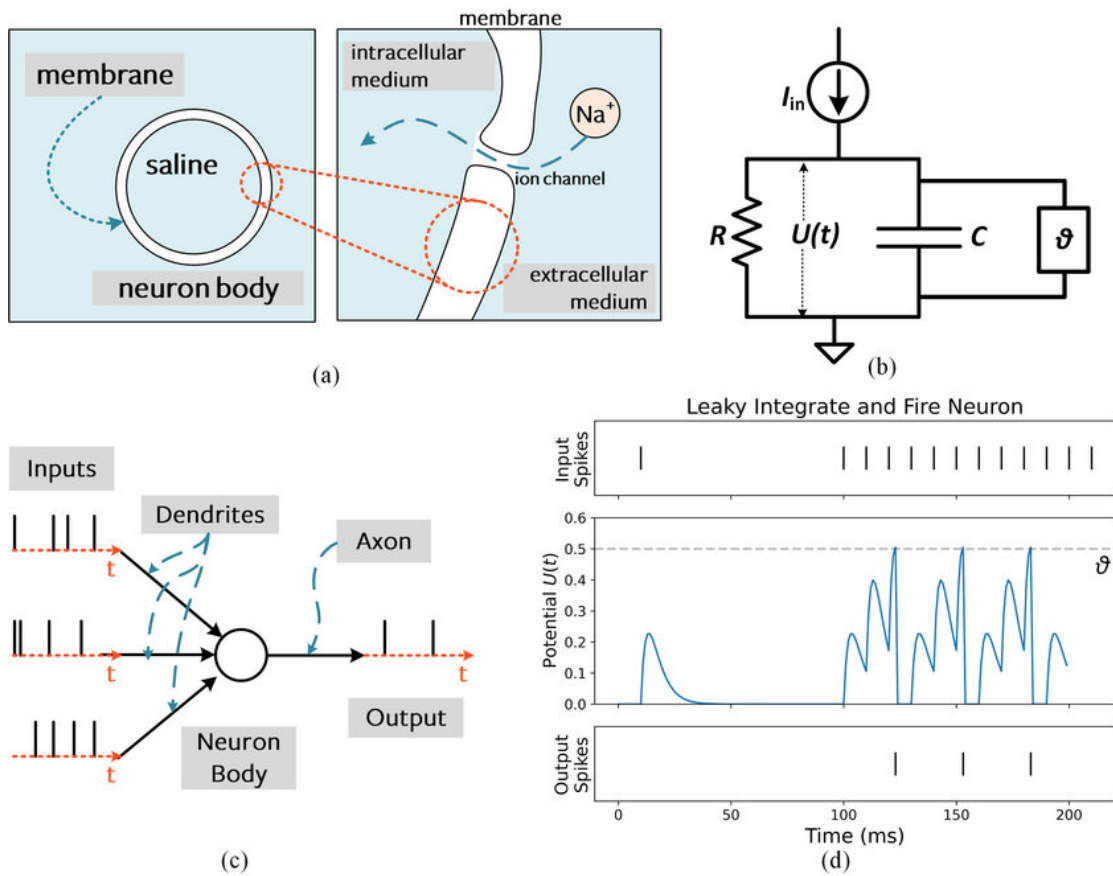 membrane
saline
neuron body
(a)
membrane
intracellular
medium
Na+
ion channel
extracellular
medium
Iin
R
U(t)
C
ϑ
(b)
Inputs
Dendrites
Axon
t
t
t
t
Output
Neuron
Body
(c)
Leaky Integrate and Fire Neuron
Input
Spikes
Potential U(t)
0.6
0.5
0.4
0.3
0.2
0.1
0.0
ϑ
Output
Spikes
0
50
100
150
200
Time (ms)
(d)